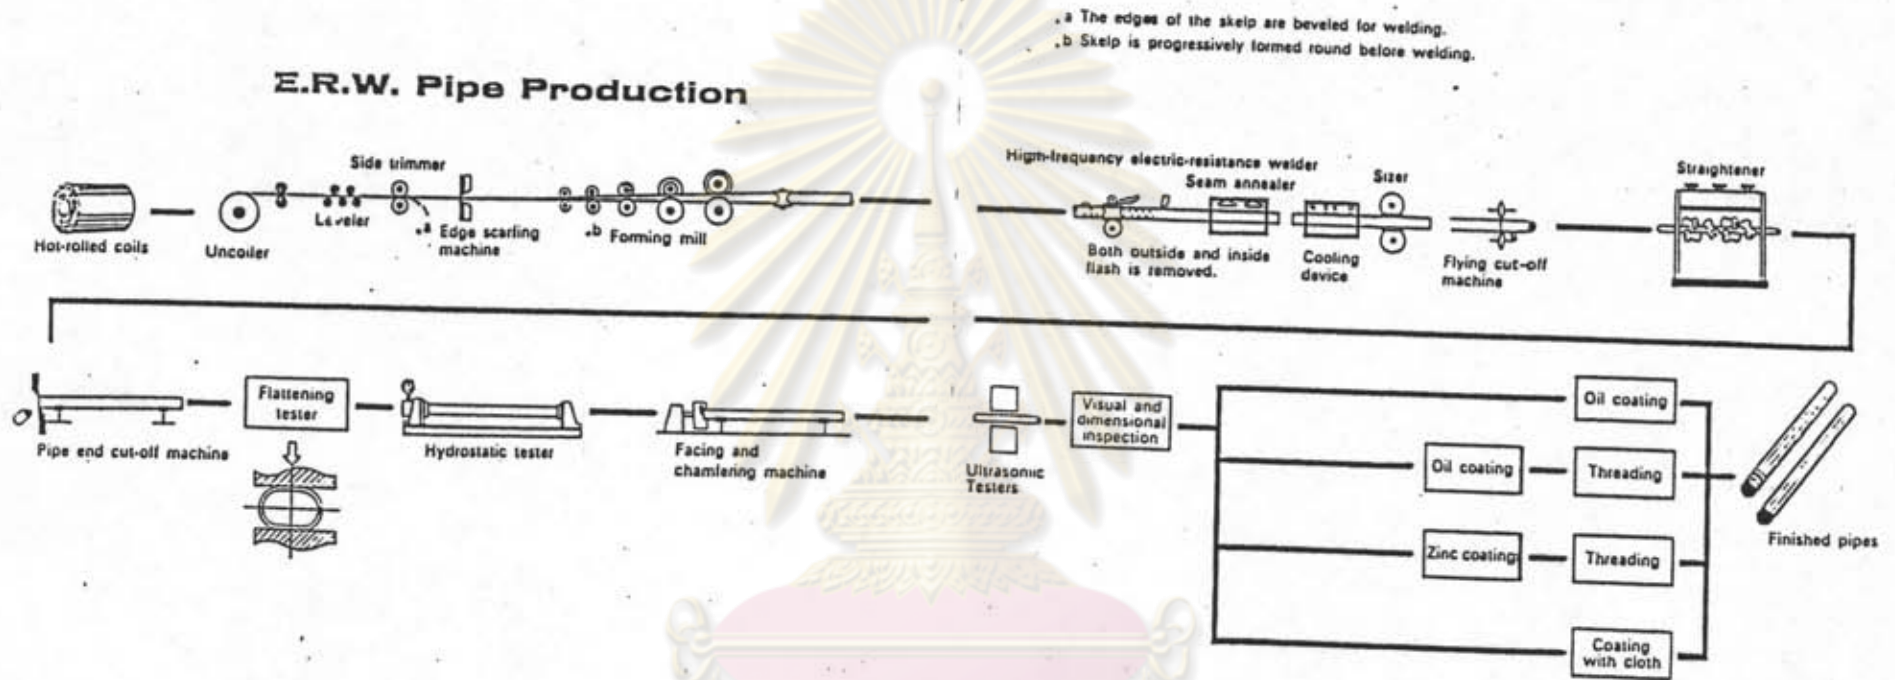 .a The edges of the skelp are beveled for welding.
.b Skelp is progressively formed round before welding.
E.R.W. Pipe Production
Hot-rolled coils
Uncoiler
Leveler
Side trimmer
.a
Edge scarfing
machine
.b Forming mill
High-frequency electric-resistance welder
Seam annealer
Both outside and inside
flash is removed.
Cooling
device
Sizer
Flying cut-off
machine
Straightener
Pipe end cut-off machine
Flattening
tester
Hydrostatic tester
Facing and
chamfering machine
Ultrasonic
Testers
Visual and
dimensional
inspection
Oil coating
Oil coating
Threading
Zinc coating
Threading
Coating
with cloth
Finished pipes